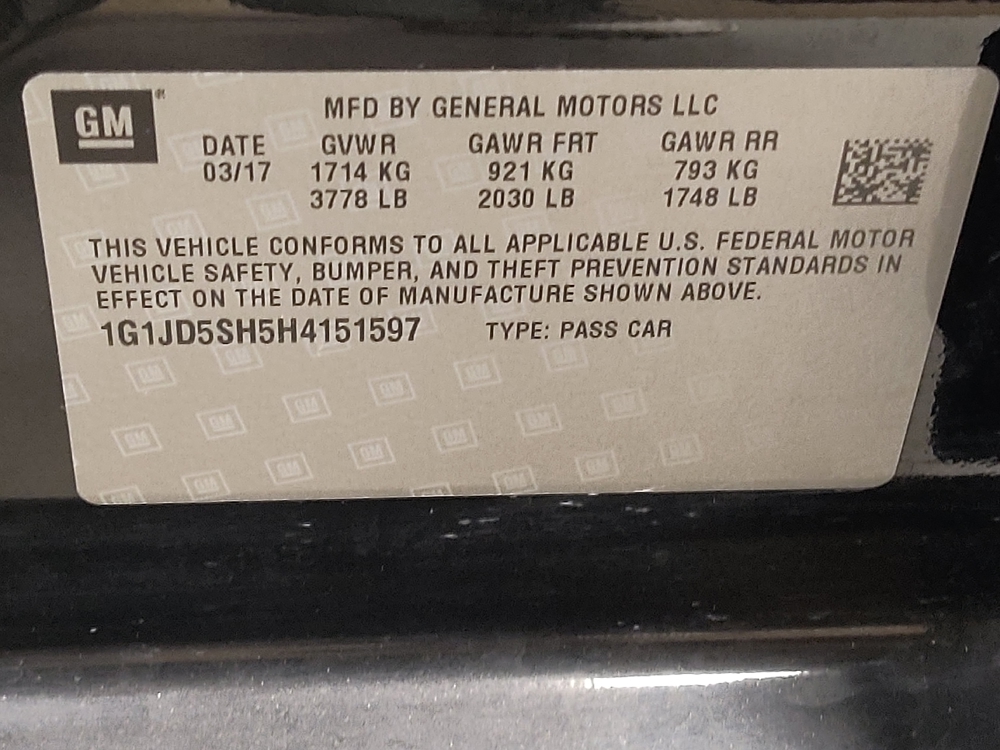 GM
MFD BY GENERAL MOTORS LLC
DATE GVWR GAWR FRT GAWR RR
03/17 1714 KG 921 KG 793 KG
3778 LB 2030 LB 1748 LB
THIS VEHICLE CONFORMS TO ALL APPLICABLE U.S. FEDERAL MOTOR
VEHICLE SAFETY, BUMPER, AND THEFT PREVENTION STANDARDS IN
EFFECT ON THE DATE OF MANUFACTURE SHOWN ABOVE.
1G1JD5SH5H4151597 TYPE: PASS CAR